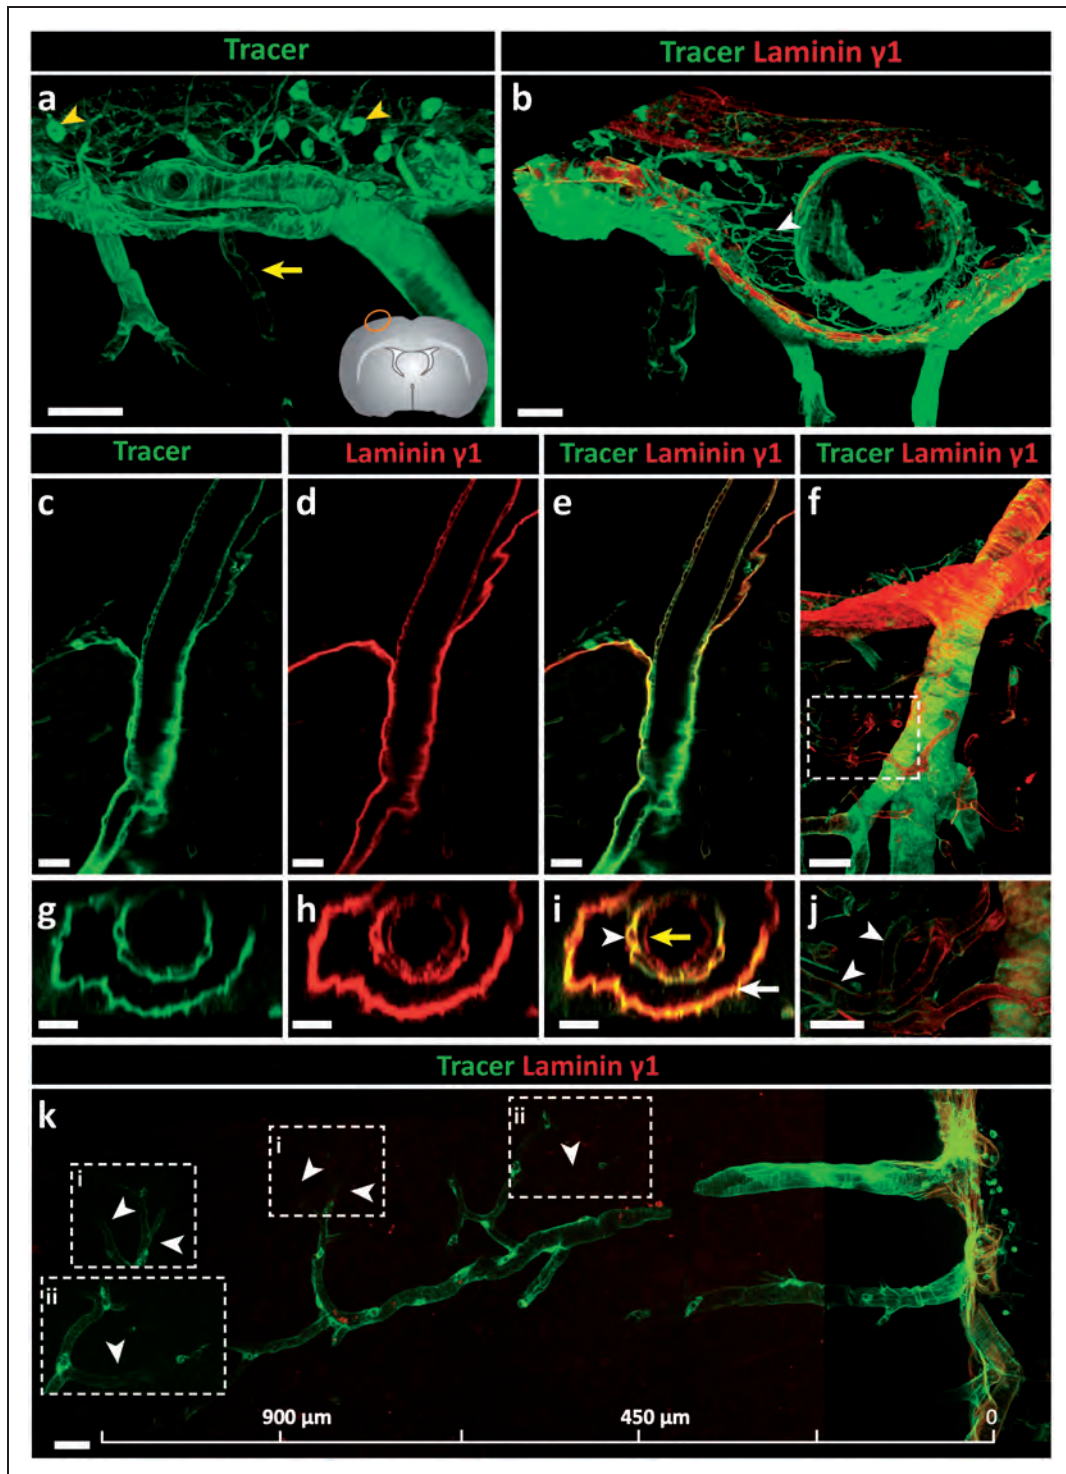 Tracer
Tracer Laminin γ1
a
b
Tracer
Laminin γ1
Tracer Laminin γ1
Tracer Laminin γ1
c
d
e
f
g
h
i
j
Tracer Laminin γ1
k
i
ii
i
ii
900 µm
450 µm
0